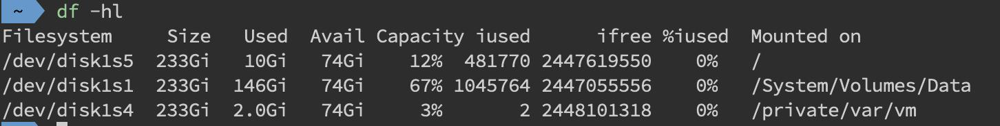 ~ df -hl
Filesystem Size Used Avail Capacity iused ifree %iused Mounted on
/dev/disk1s5 233Gi 10Gi 74Gi 12% 481770 2447619550 0% /
/dev/disk1s1 233Gi 146Gi 74Gi 67% 1045764 2447055556 0% /System/Volumes/Data
/dev/disk1s4 233Gi 2.0Gi 74Gi 3% 2 2448101318 0% /private/var/vm